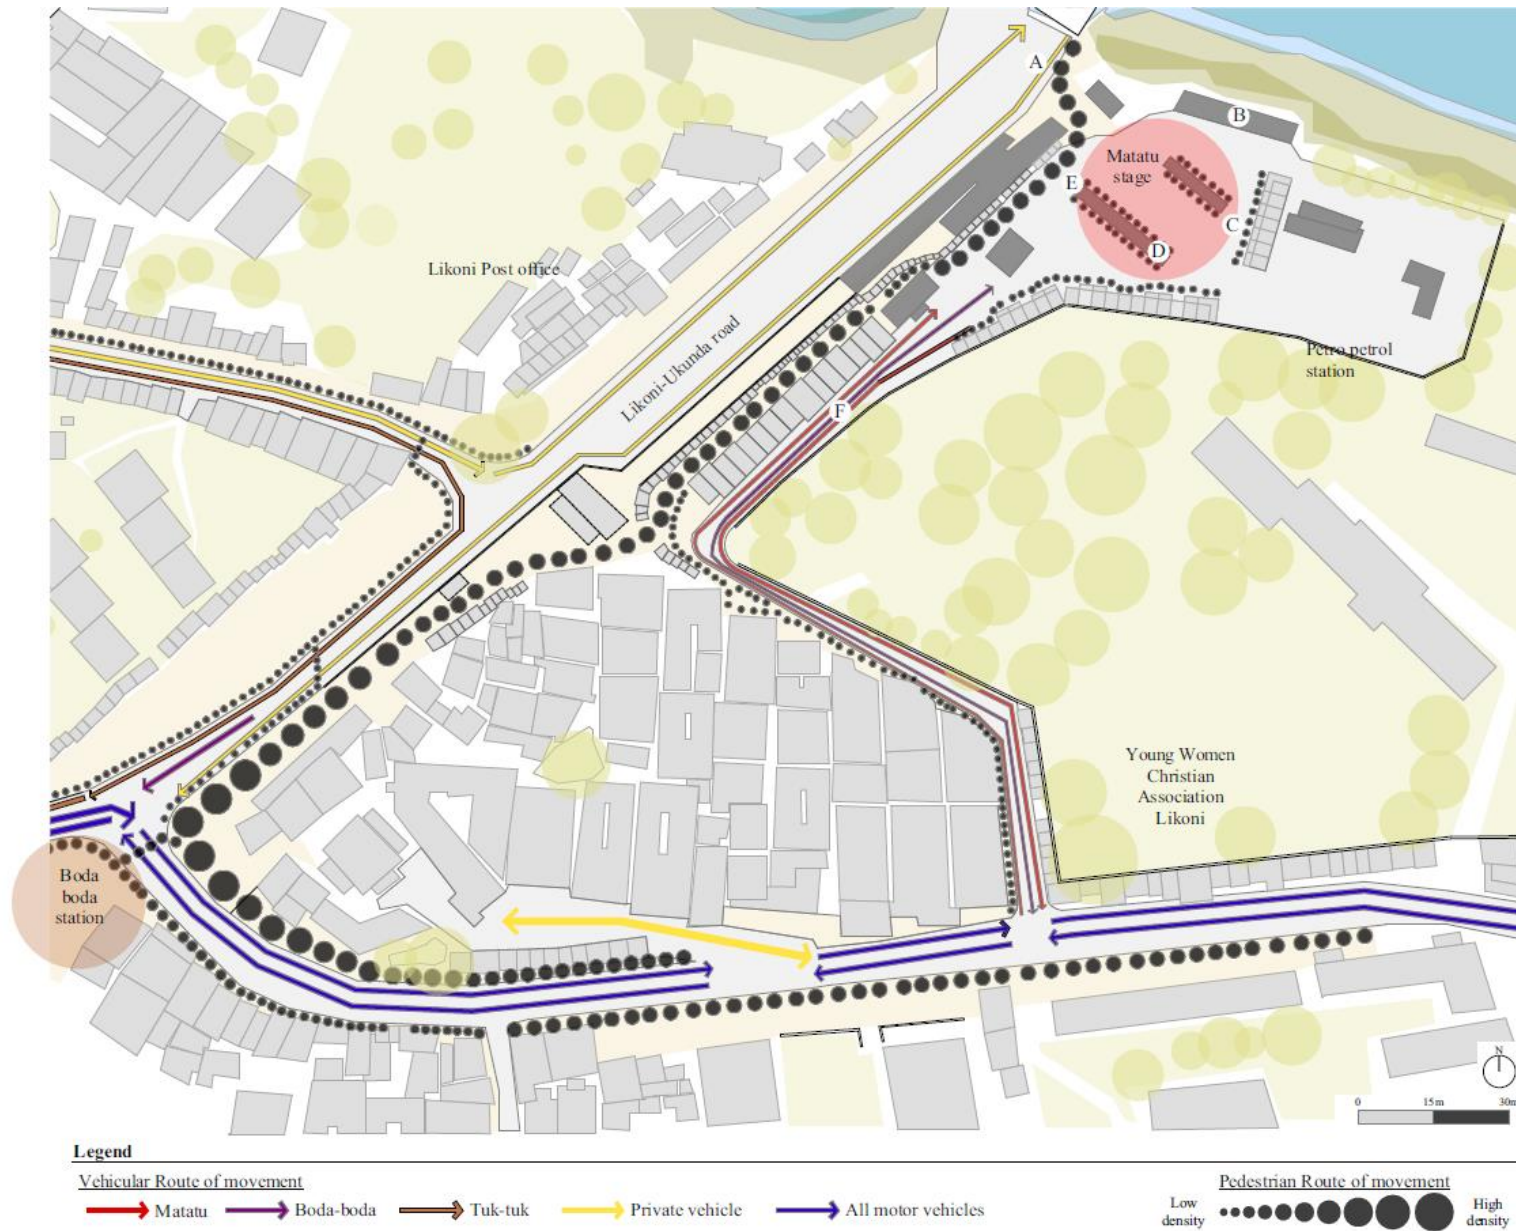 A
B
Matatu
stage
E
C
D
Likoni Post office
Likoni-Ukunda road
Petro petrol
station
F
Young Women
Christian
Association
Likoni
Boda
boda
station
N
0 15m 30m
Legend
Vehicular Route of movement
Matatu
Boda-boda
Tuk-tuk
Private vehicle
All motor vehicles
Pedestrian Route of movement
Low
density
High
density